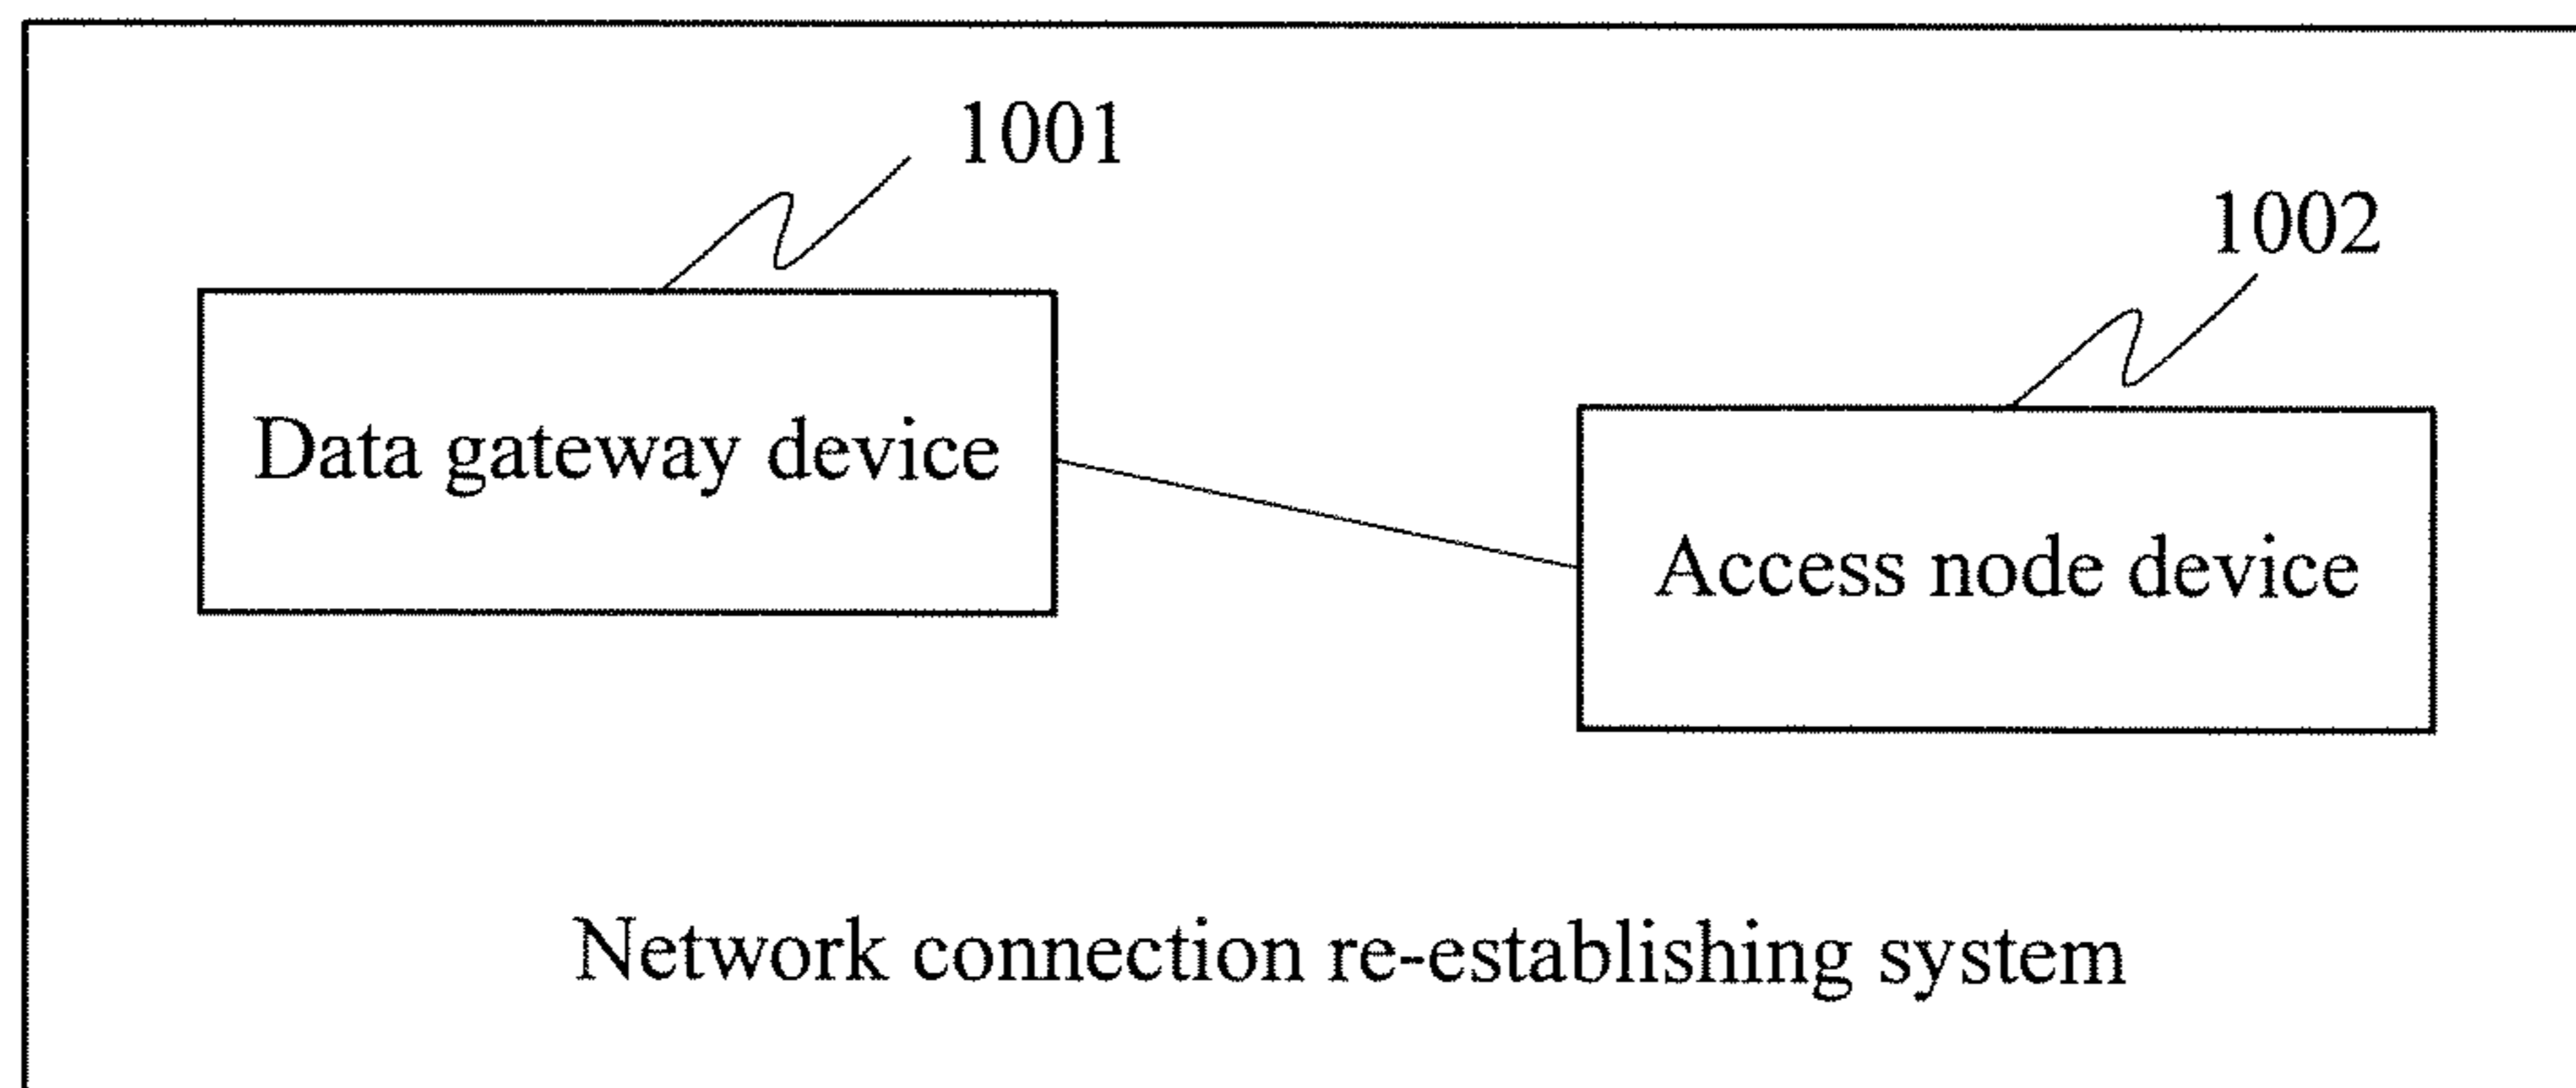 1001
1002
Data gateway device
Access node device
Network connection re-establishing system